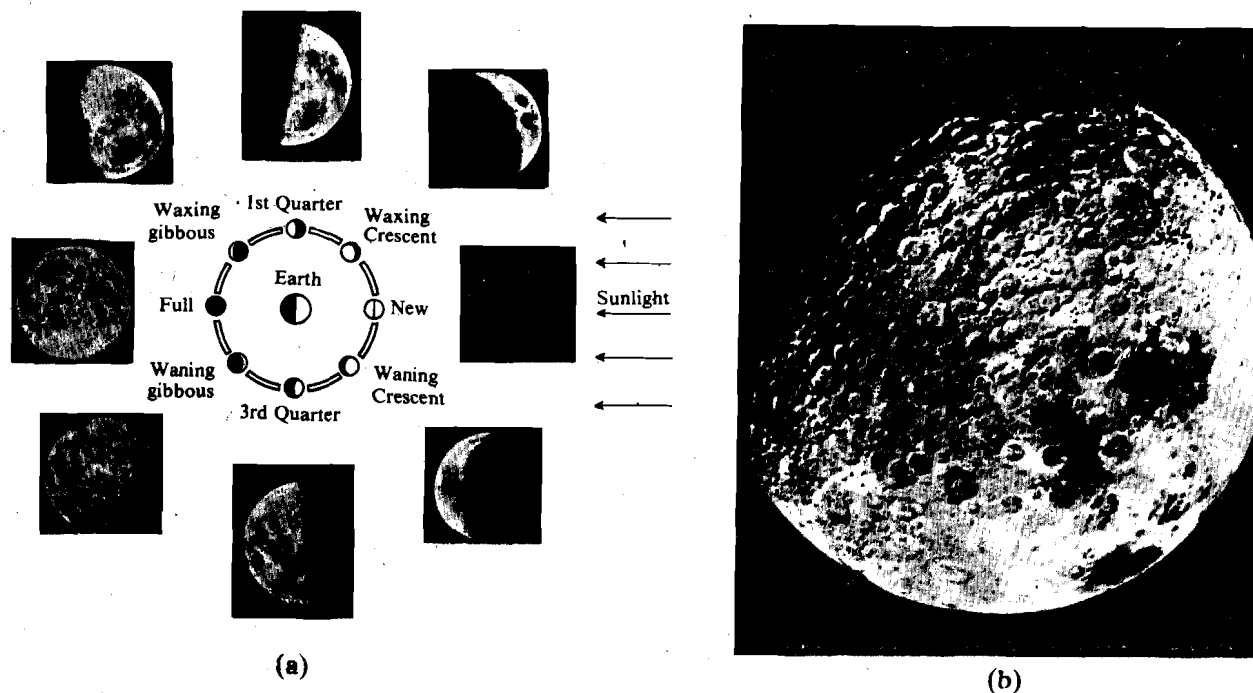 Waxing
gibbous
1st Quarter
Waxing
Crescent
Earth
Full
New
Sunlight
Waning
gibbous
3rd Quarter
Waning
Crescent
(a)
(b)